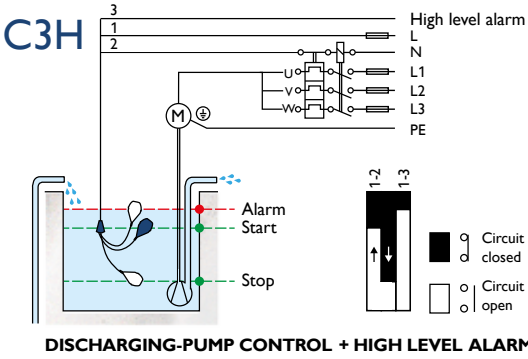 C3H
3
High level alarm
1
L
2
N
U
L1
V
L2
W
L3
M
PE
Alarm
Start
Stop
1-2
1-3
Circuit
closed
Circuit
open
DISCHARGING-PUMP CONTROL + HIGH LEVEL ALARM